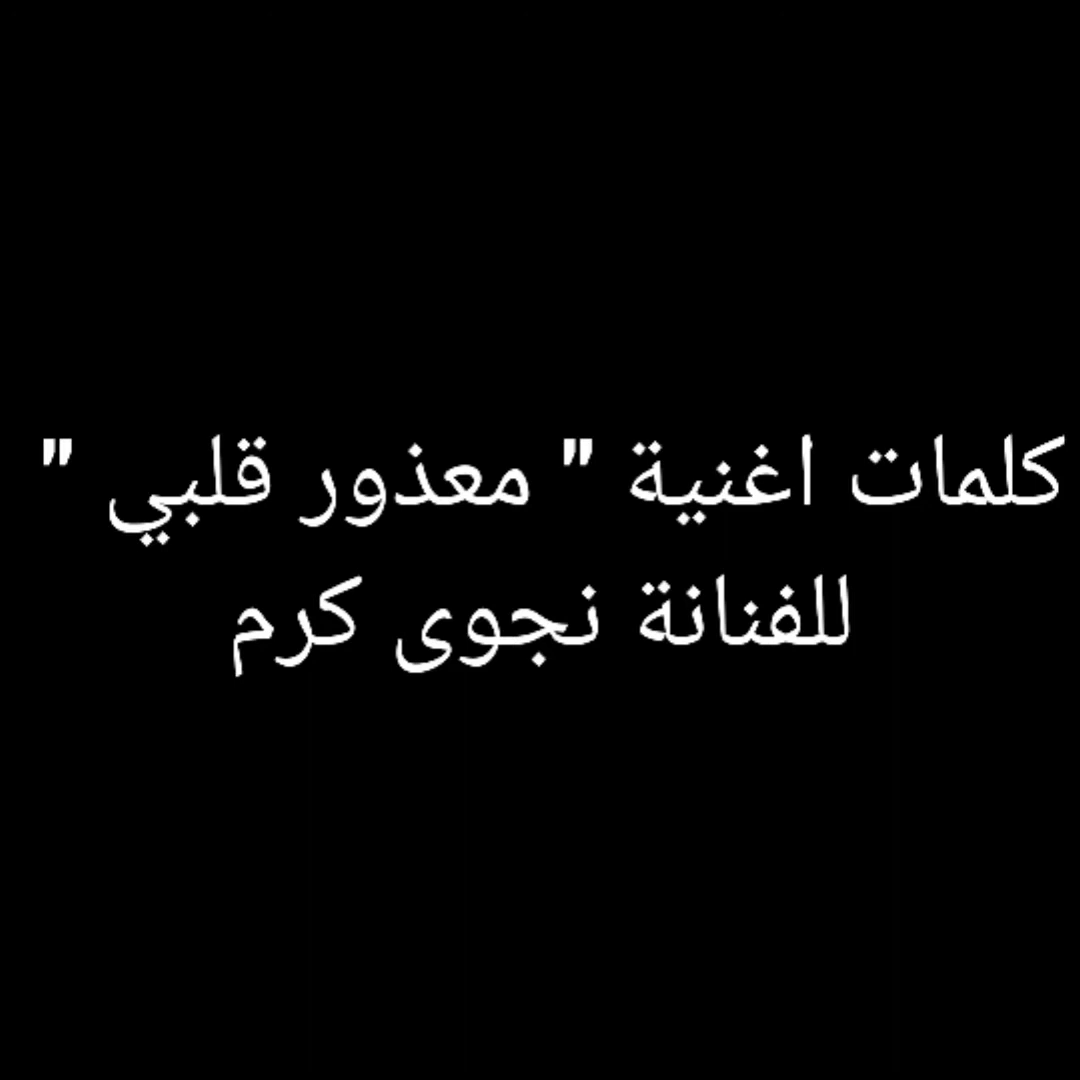 كلمات اغنية " معذور قلبي "
للفنانة نجوى كرم